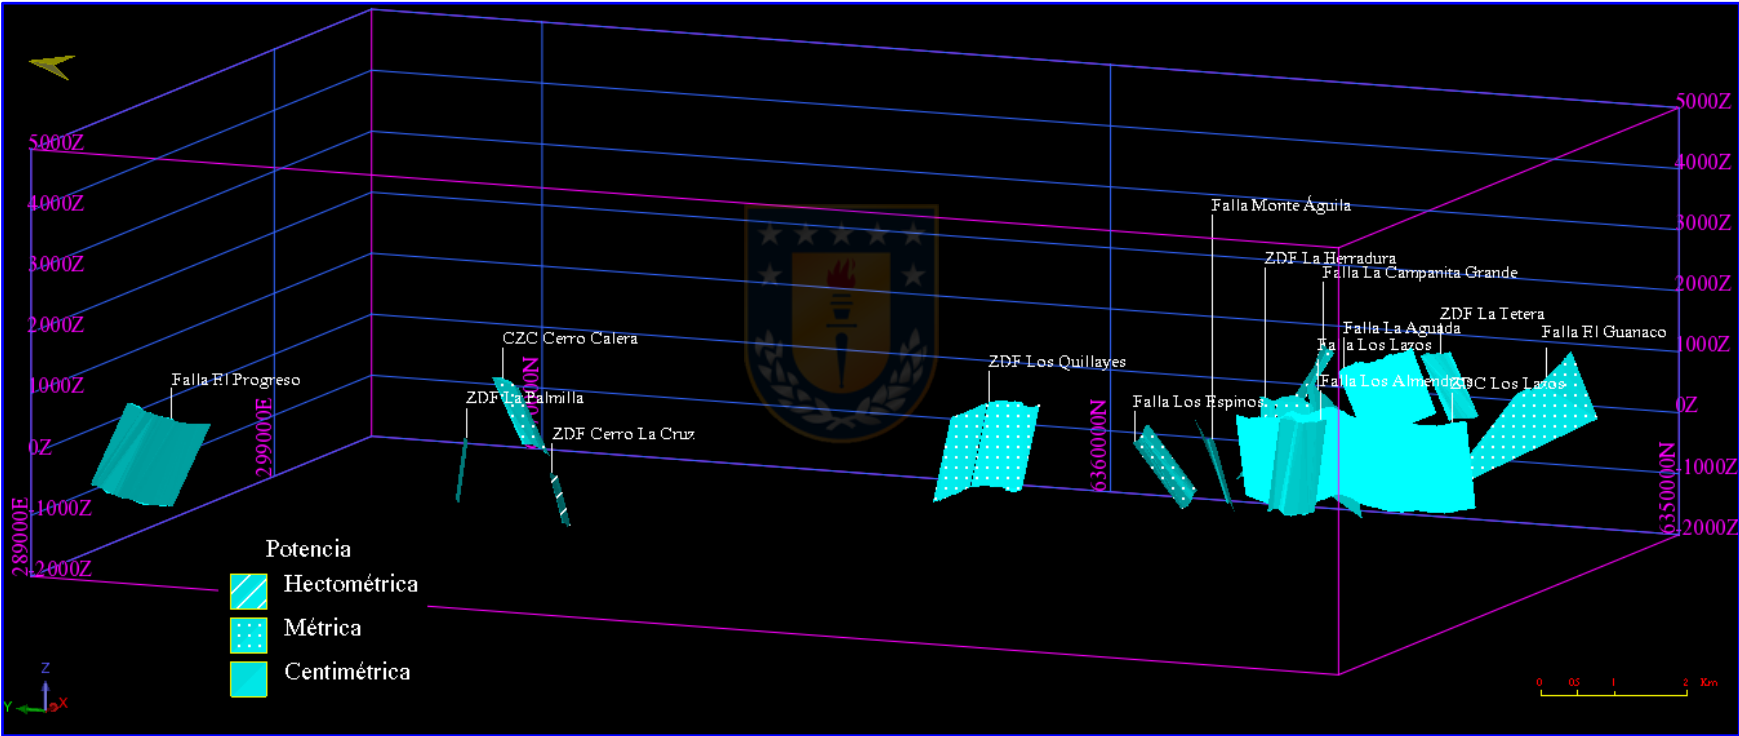 5000Z
4000Z
3000Z
2000Z
1000Z
0Z
-1000Z
-2000Z
289000E
299000E
6360000N
6350000N
5000Z
4000Z
3000Z
2000Z
1000Z
0Z
-1000Z
-2000Z
Falla El Progreso
CZC Cerro Calera
ZDF La Palmilla
ZDF Cerro La Cruz
ZDF Los Quillayes
Falla Monte Águila
ZDF La Herradura
Falla La Campanita Grande
ZDF La Tetera
Falla La Aguada
Falla El Guanaco
Falla Los Lazos
Falla Los Almendros
ZDC Los Lazos
Falla Los Espinos
Potencia
Hectométrica
Métrica
Centimétrica
Z
Y
X
0 0.5 1 2 Km